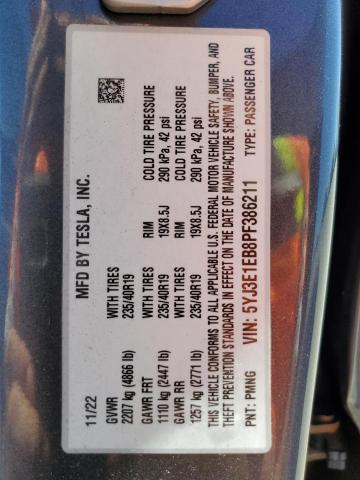 MFD BY TESLA, INC.
11/22
GVWR WITH TIRES RIM COLD TIRE PRESSURE
2207 kg (4866 lb) 235/40R19 19X8.5J 290 kPa, 42 psi
GAWR FRT WITH TIRES RIM COLD TIRE PRESSURE
1110 kg (2447 lb) 235/40R19 19X8.5J 290 kPa, 42 psi
GAWR RR
1257 kg (2771 lb)
THIS VEHICLE CONFORMS TO ALL APPLICABLE U.S. FEDERAL MOTOR VEHICLE SAFETY, BUMPER, AND
THEFT PREVENTION STANDARDS IN EFFECT ON THE DATE OF MANUFACTURE SHOWN ABOVE.
VIN: 5YJ3E1EB8PF386211
PNT: PMNG TYPE: PASSENGER CAR